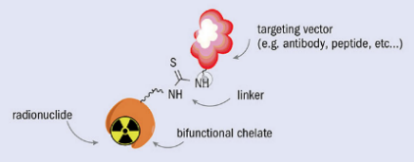 targeting vector
(e.g. antibody, peptide, etc...)
S
NH
NH
linker
radionuclide
bifunctional chelate